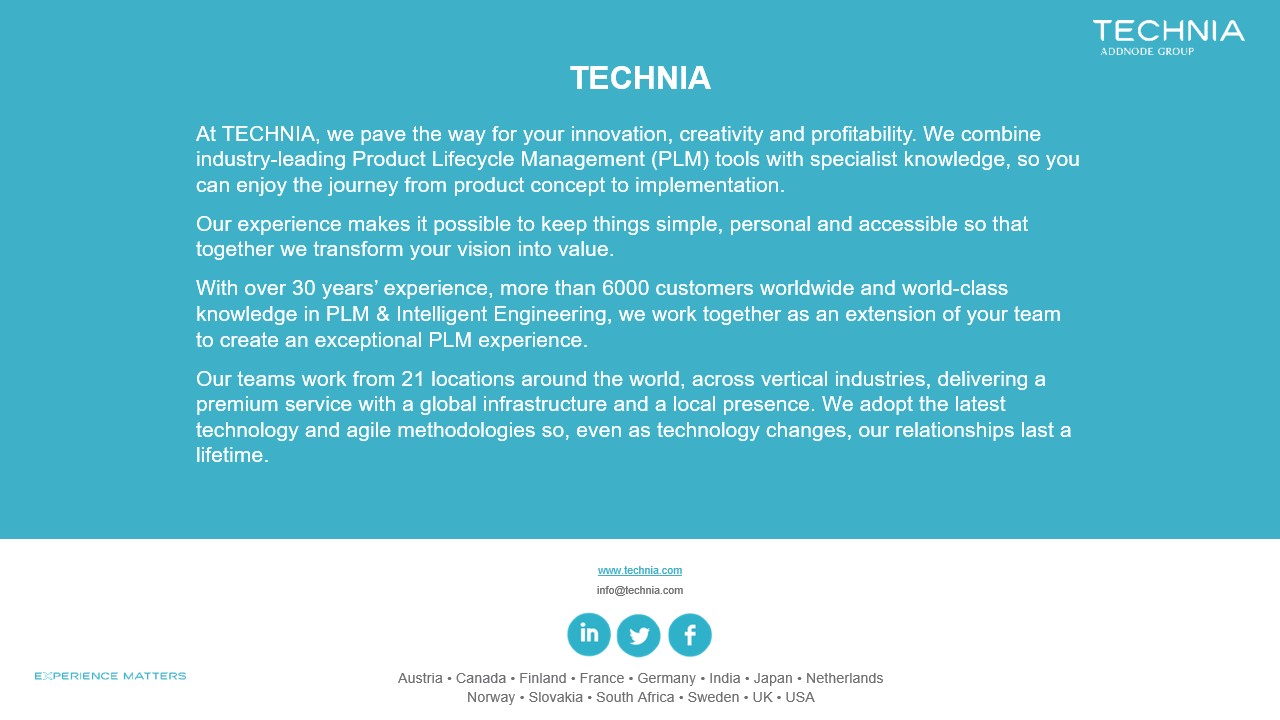 TECHNIA
ADDNODE GROUP
TECHNIA
At TECHNIA, we pave the way for your innovation, creativity and profitability. We combine
industry-leading Product Lifecycle Management (PLM) tools with specialist knowledge, so you
can enjoy the journey from product concept to implementation.
Our experience makes it possible to keep things simple, personal and accessible so that
together we transform your vision into value.
With over 30 years’ experience, more than 6000 customers worldwide and world-class
knowledge in PLM & Intelligent Engineering, we work together as an extension of your team
to create an exceptional PLM experience.
Our teams work from 21 locations around the world, across vertical industries, delivering a
premium service with a global infrastructure and a local presence. We adopt the latest
technology and agile methodologies so, even as technology changes, our relationships last a
lifetime.
www.technia.com
info@technia.com
in f
EXPERIENCE MATTERS
Austria • Canada • Finland • France • Germany • India • Japan • Netherlands
Norway • Slovakia • South Africa • Sweden • UK • USA